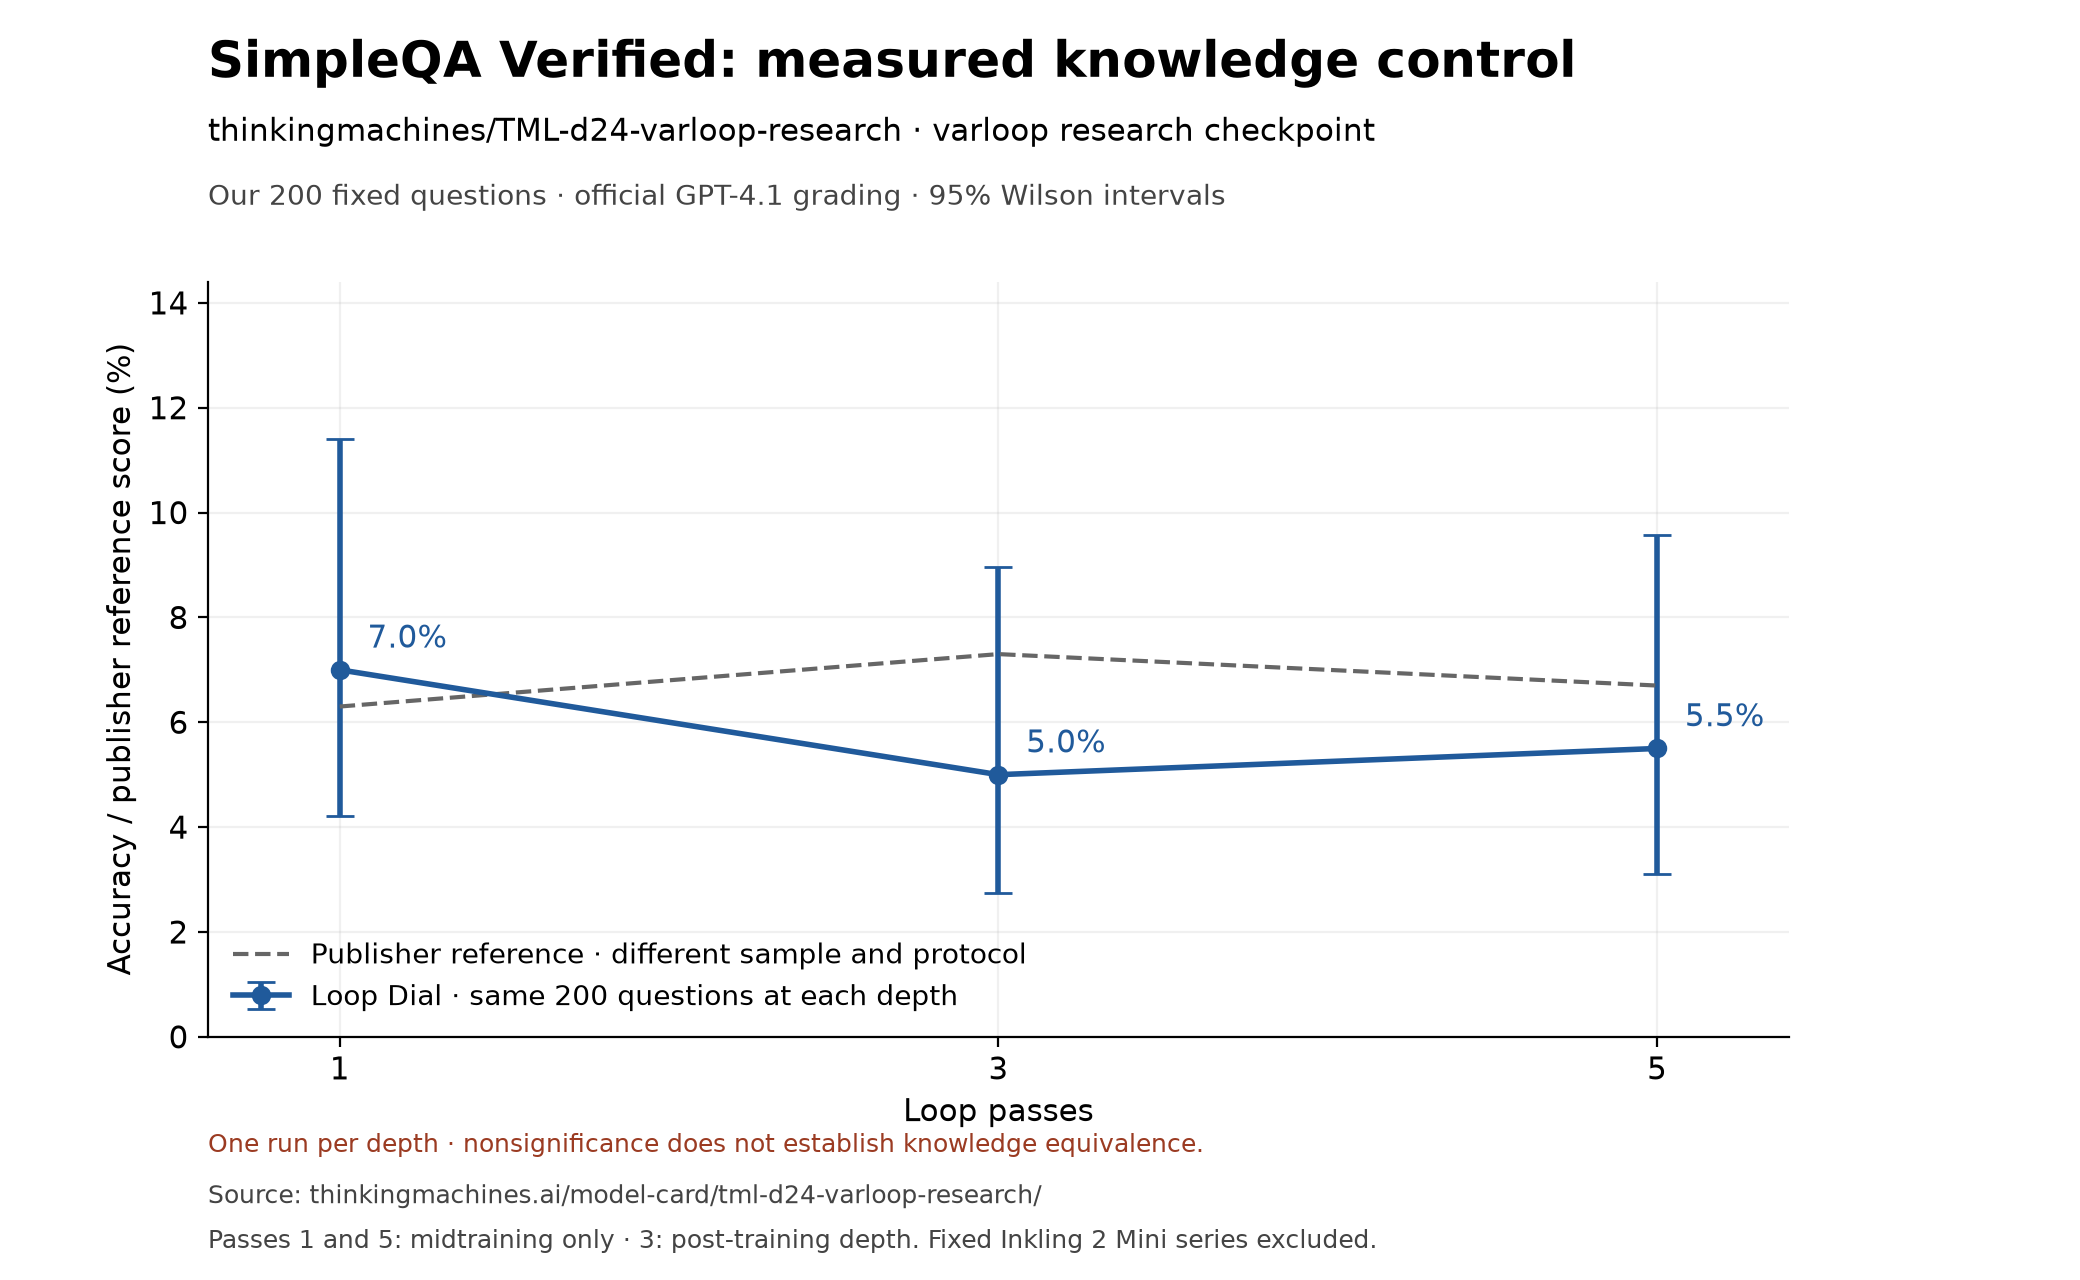 SimpleQA Verified: measured knowledge control
thinkingmachines/TML-d24-varloop-research · varloop research checkpoint
Our 200 fixed questions · official GPT-4.1 grading · 95% Wilson intervals
Accuracy / publisher reference score (%)
14
12
10
8
6
4
2
0
7.0%
5.0%
5.5%
Publisher reference · different sample and protocol
Loop Dial · same 200 questions at each depth
1
3
5
Loop passes
One run per depth · nonsignificance does not establish knowledge equivalence.
Source: thinkingmachines.ai/model-card/tml-d24-varloop-research/
Passes 1 and 5: midtraining only · 3: post-training depth. Fixed Inkling 2 Mini series excluded.